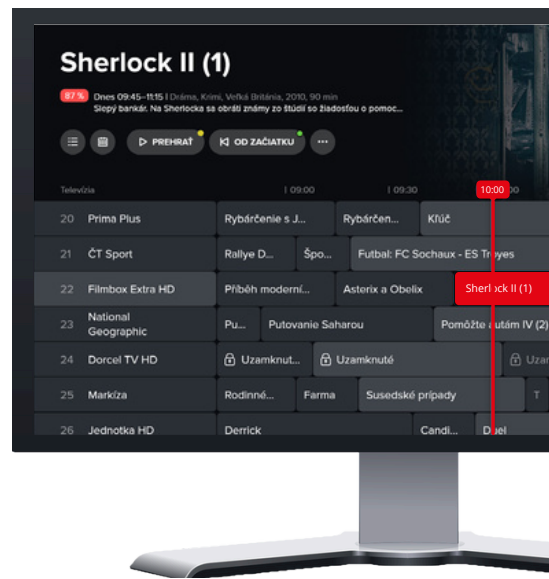 Sherlock II (1)
87 % Dnes 09:45–11:15 | Dráma, Krimi, Veľká Británia, 2010, 90 min
Slepý bankár. Na Sherlocka sa obráti známy zo štúdií so žiadosťou o pomoc...
PREHRAŤ OD ZAČIATKU
Televízia | 09:00 | 09:30 10:00 00
20 Prima Plus Rybárčenie s J... Rybárčen... Kľúč
21 ČT Sport Rallye D... Špo... Futbal: FC Sochaux - ES Troyes
22 Filmbox Extra HD Příběh moderní... Asterix a Obelix Sherlock II (1)
23 National Geographic Pu... Putovanie Saharou Pomôžte autám IV (2)
24 Dorcel TV HD Uzamknut... Uzamknuté Uzam
25 Markíza Rodinné... Farma Susedské prípady T
26 Jednotka HD Derrick Candi... Duel